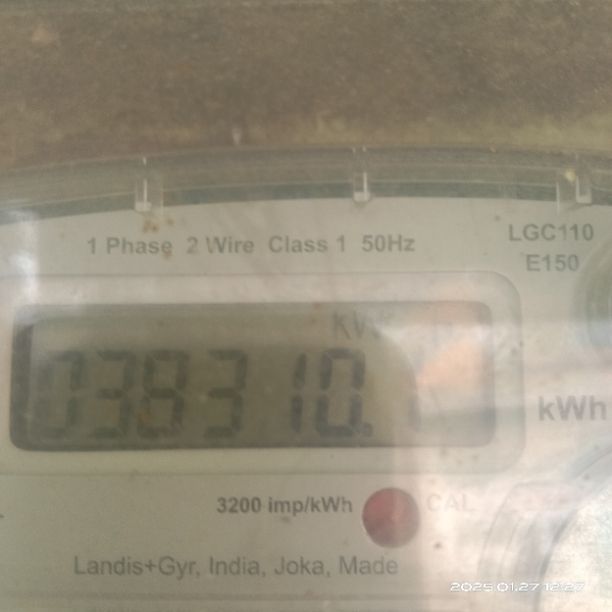 1 Phase 2 Wire Class 1 50Hz
LGC110
E150
038310.1
kWh
3200 imp/kWh
CAL
Landis+Gyr, India, Joka, Made
2025.01.27 12:27